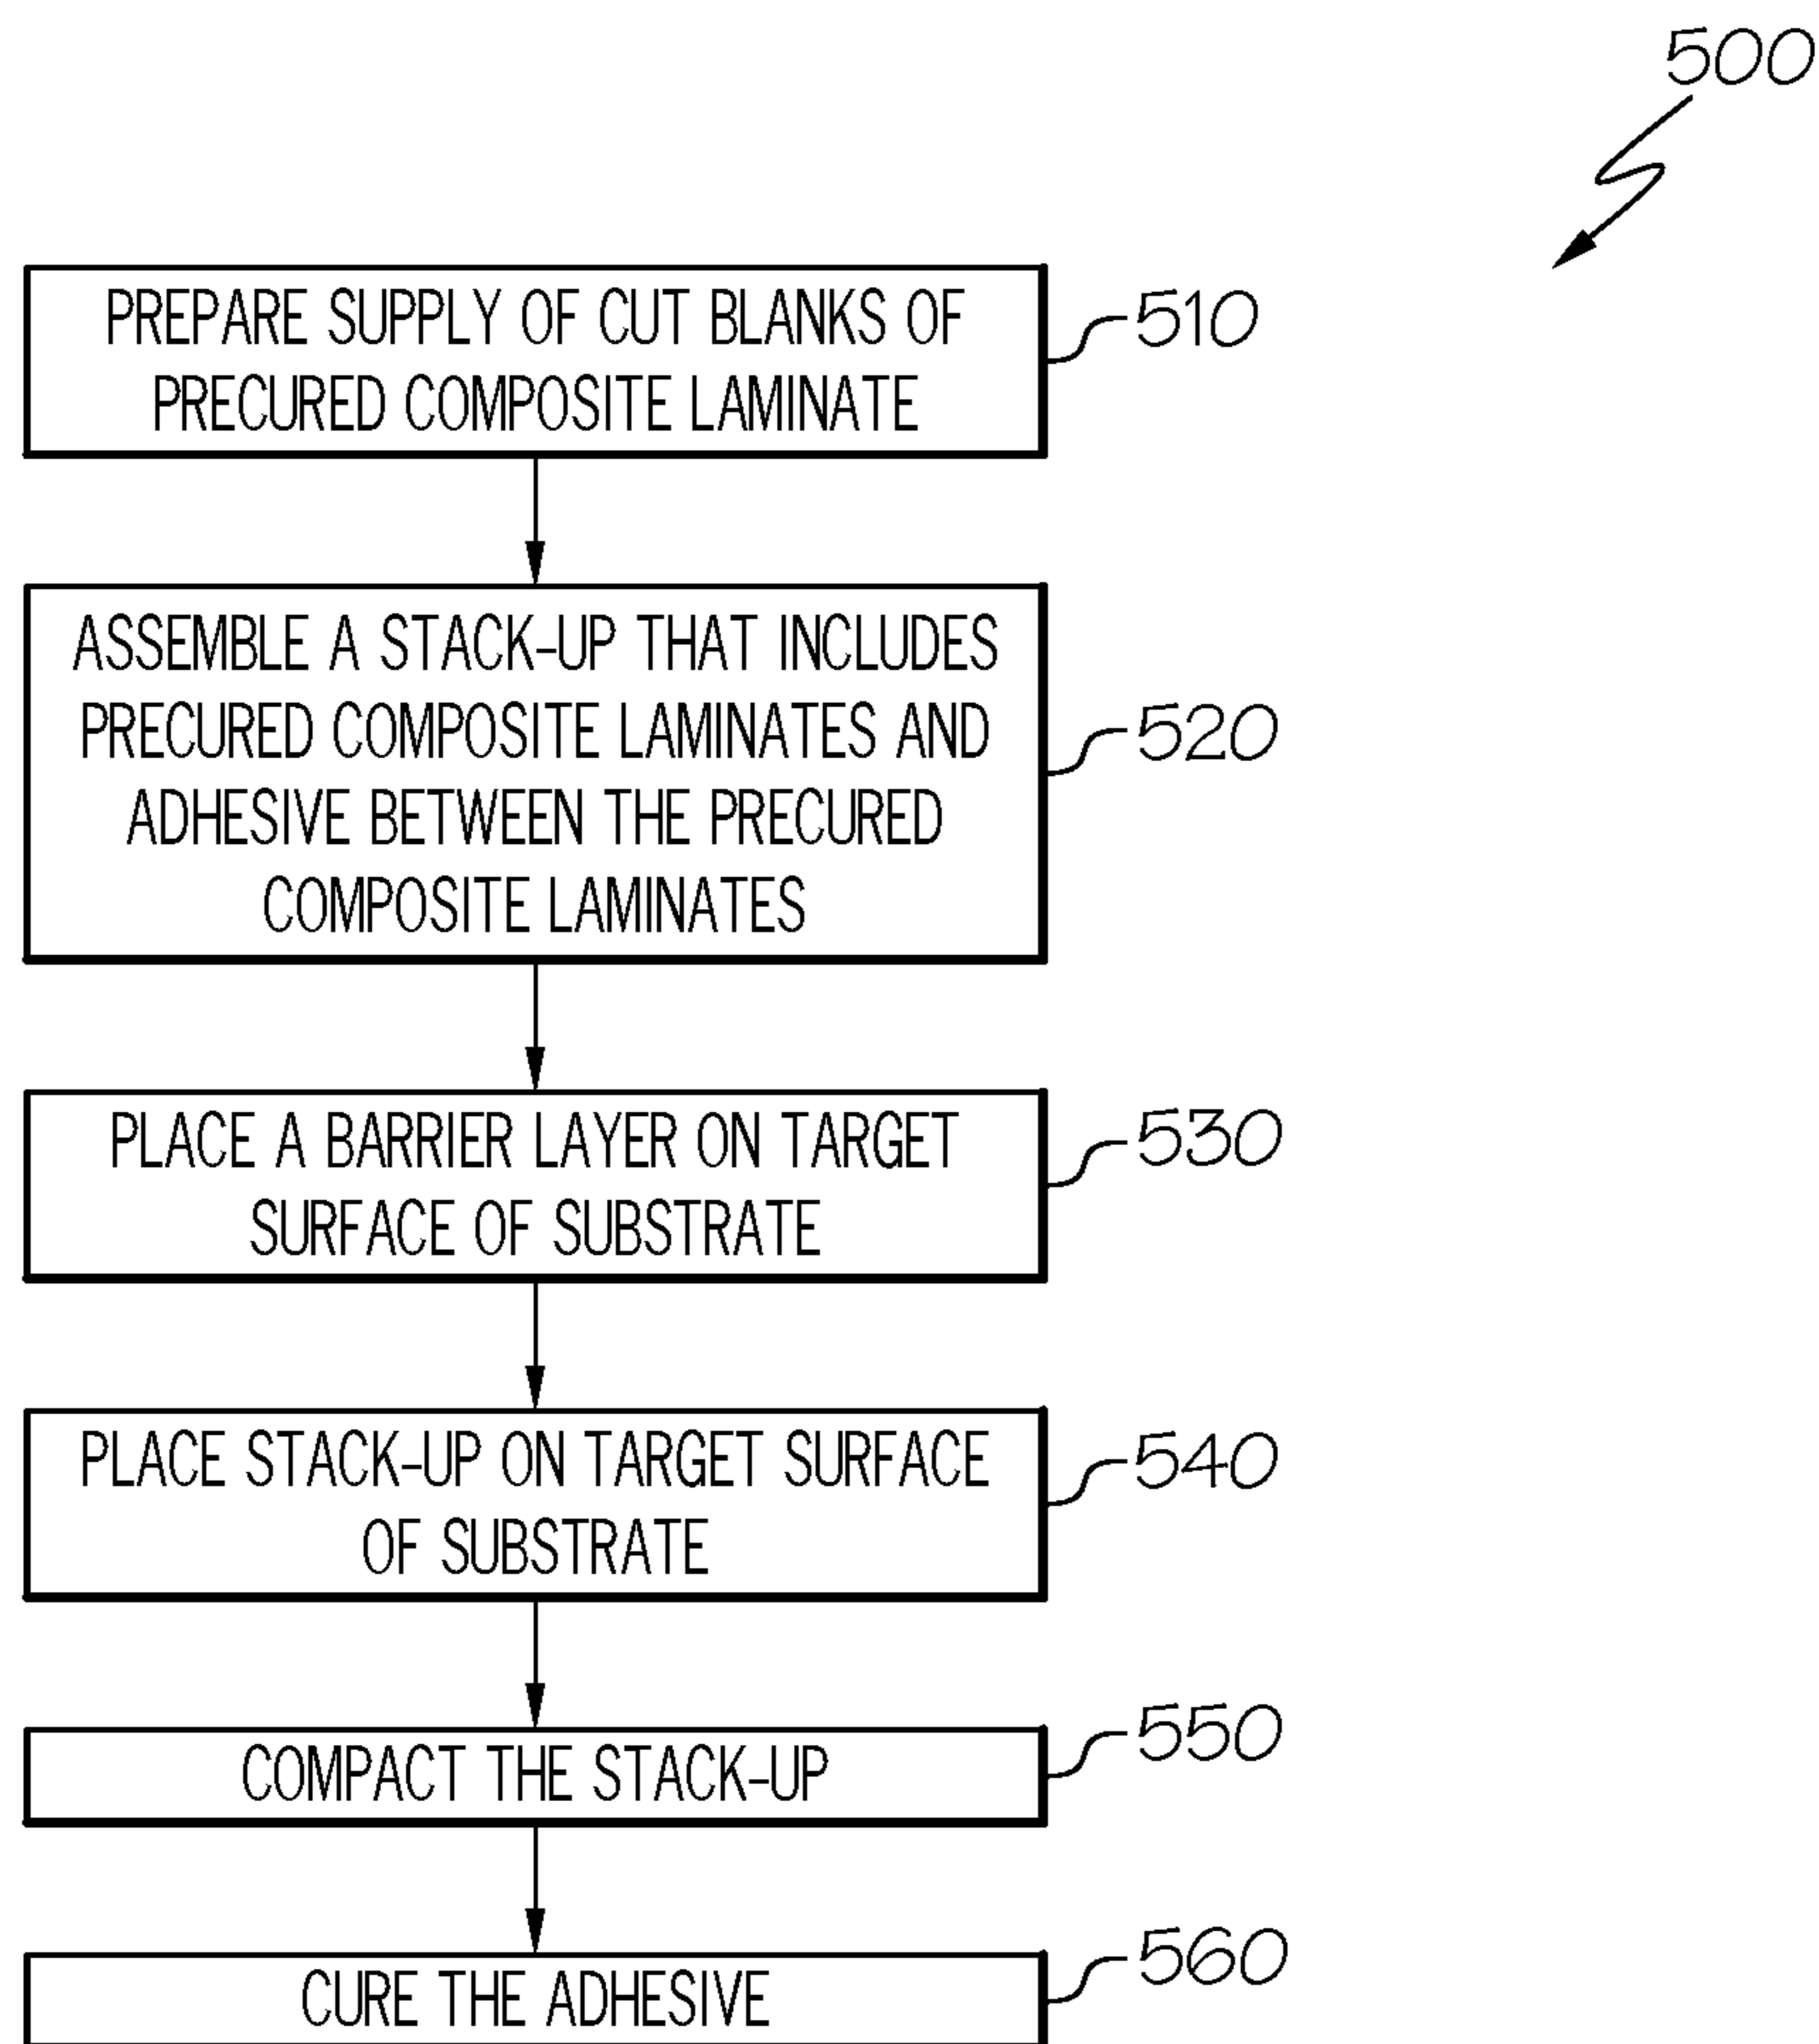 500
PREPARE SUPPLY OF CUT BLANKS OF
PRECURED COMPOSITE LAMINATE
510
ASSEMBLE A STACK-UP THAT INCLUDES
PRECURED COMPOSITE LAMINATES AND
ADHESIVE BETWEEN THE PRECURED
COMPOSITE LAMINATES
520
PLACE A BARRIER LAYER ON TARGET
SURFACE OF SUBSTRATE
530
PLACE STACK-UP ON TARGET SURFACE
OF SUBSTRATE
540
COMPACT THE STACK-UP
550
CURE THE ADHESIVE
560